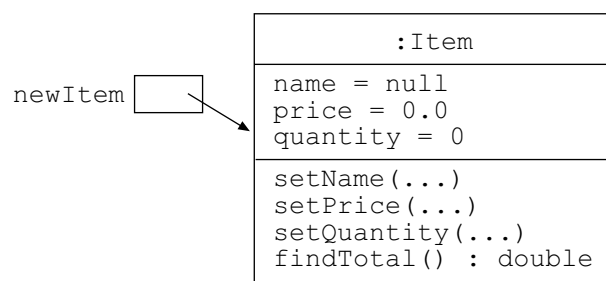 :Item
newItem
name = null
price = 0.0
quantity = 0
setName(...)
setPrice(...)
setQuantity(...)
findTotal() : double